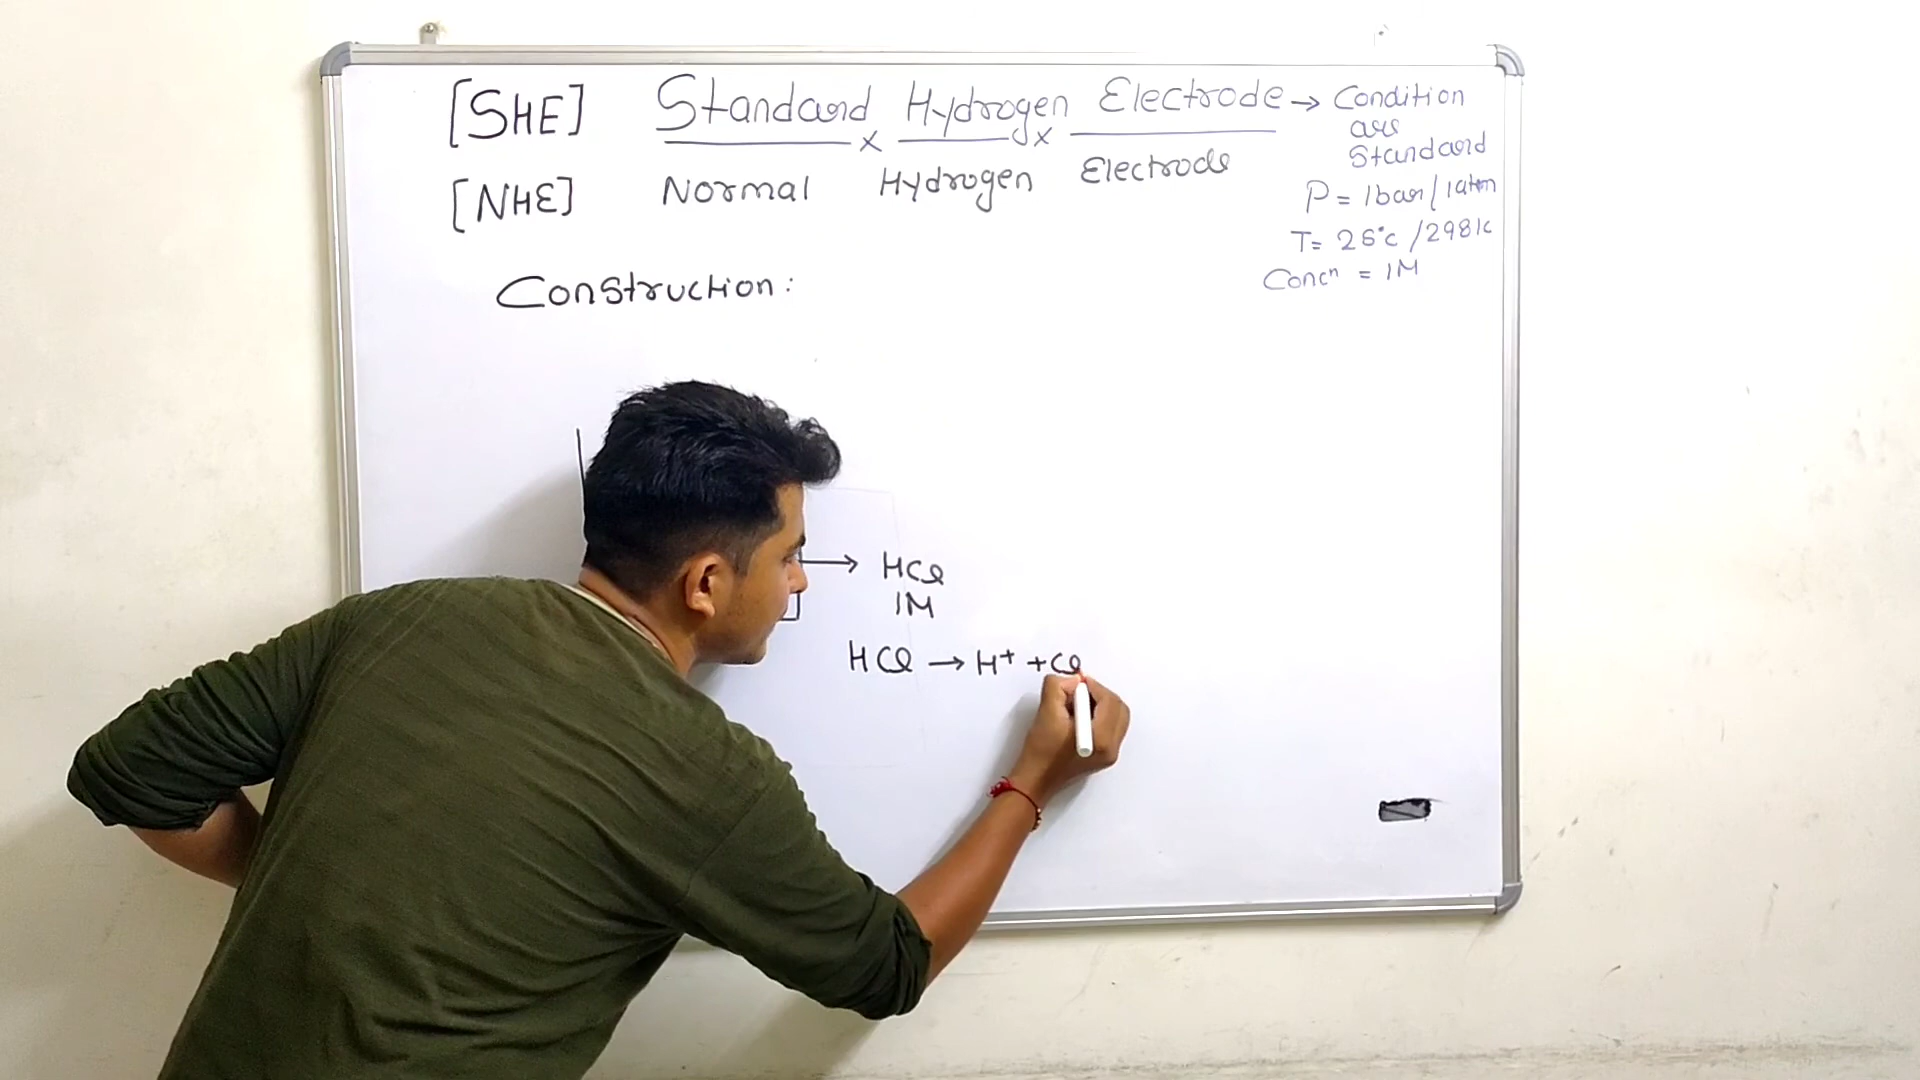 [SHE] Standard Hydrogen Electrode → Condition
are
Standard
[NHE] Normal Hydrogen Electrode
P = 1bar/1atm
T= 25°c /298K
Concⁿ = 1M
Construction:
→ HCl
1M
HCl → H⁺ + Cl